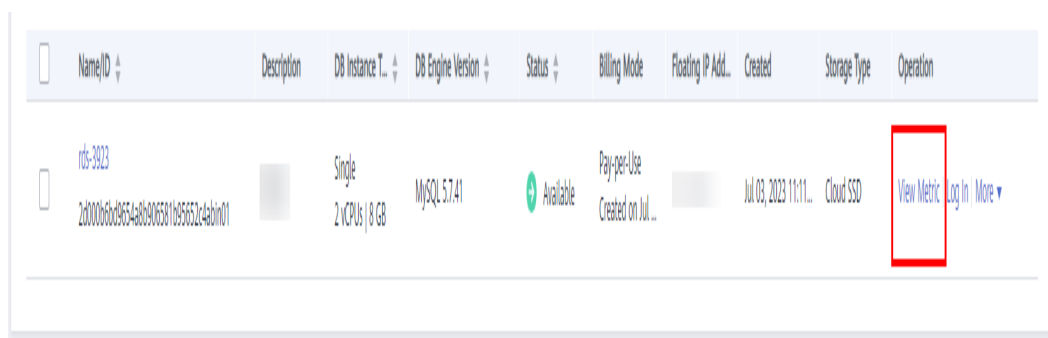 Name/ID Description DB Instance T... DB Engine Version Status Billing Mode Floating IP Add... Created Storage Type Operation
rds-3923
2d000b6bd9654a8b906581b95652c4abin01
Single
2 vCPUs | 8 GB
MySQL 5.7.41
Available
Pay-per-Use
Created on Jul ...
Jul 03, 2023 11:11...
Cloud SSD
View Metric | Log In | More